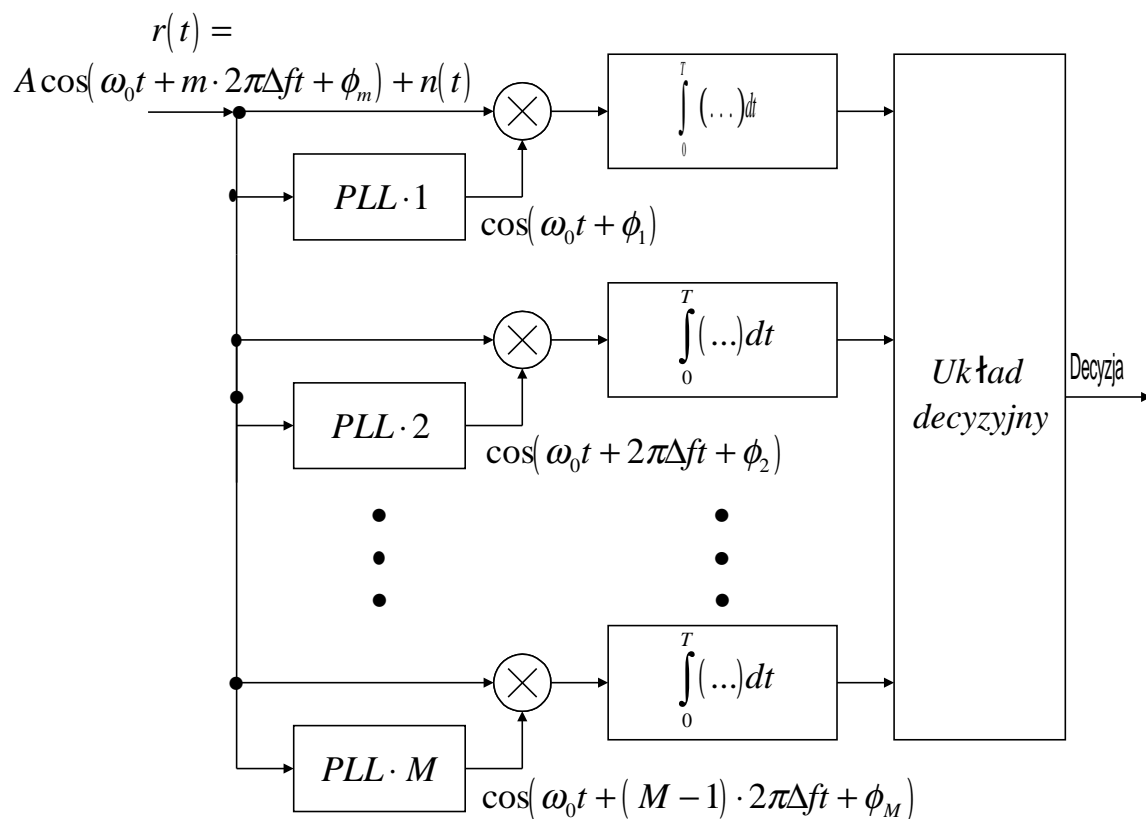 r(t) =
A cos(ω₀t + m · 2πΔft + ϕₘ) + n(t)
∫₀ᵀ (...)dt
PLL · 1
cos(ω₀t + ϕ₁)
∫₀ᵀ (...)dt
PLL · 2
cos(ω₀t + 2πΔft + ϕ₂)
Układ
decyzyjny
Decyzja
∫₀ᵀ (...)dt
PLL · M
cos(ω₀t + (M − 1) · 2πΔft + ϕ_M)